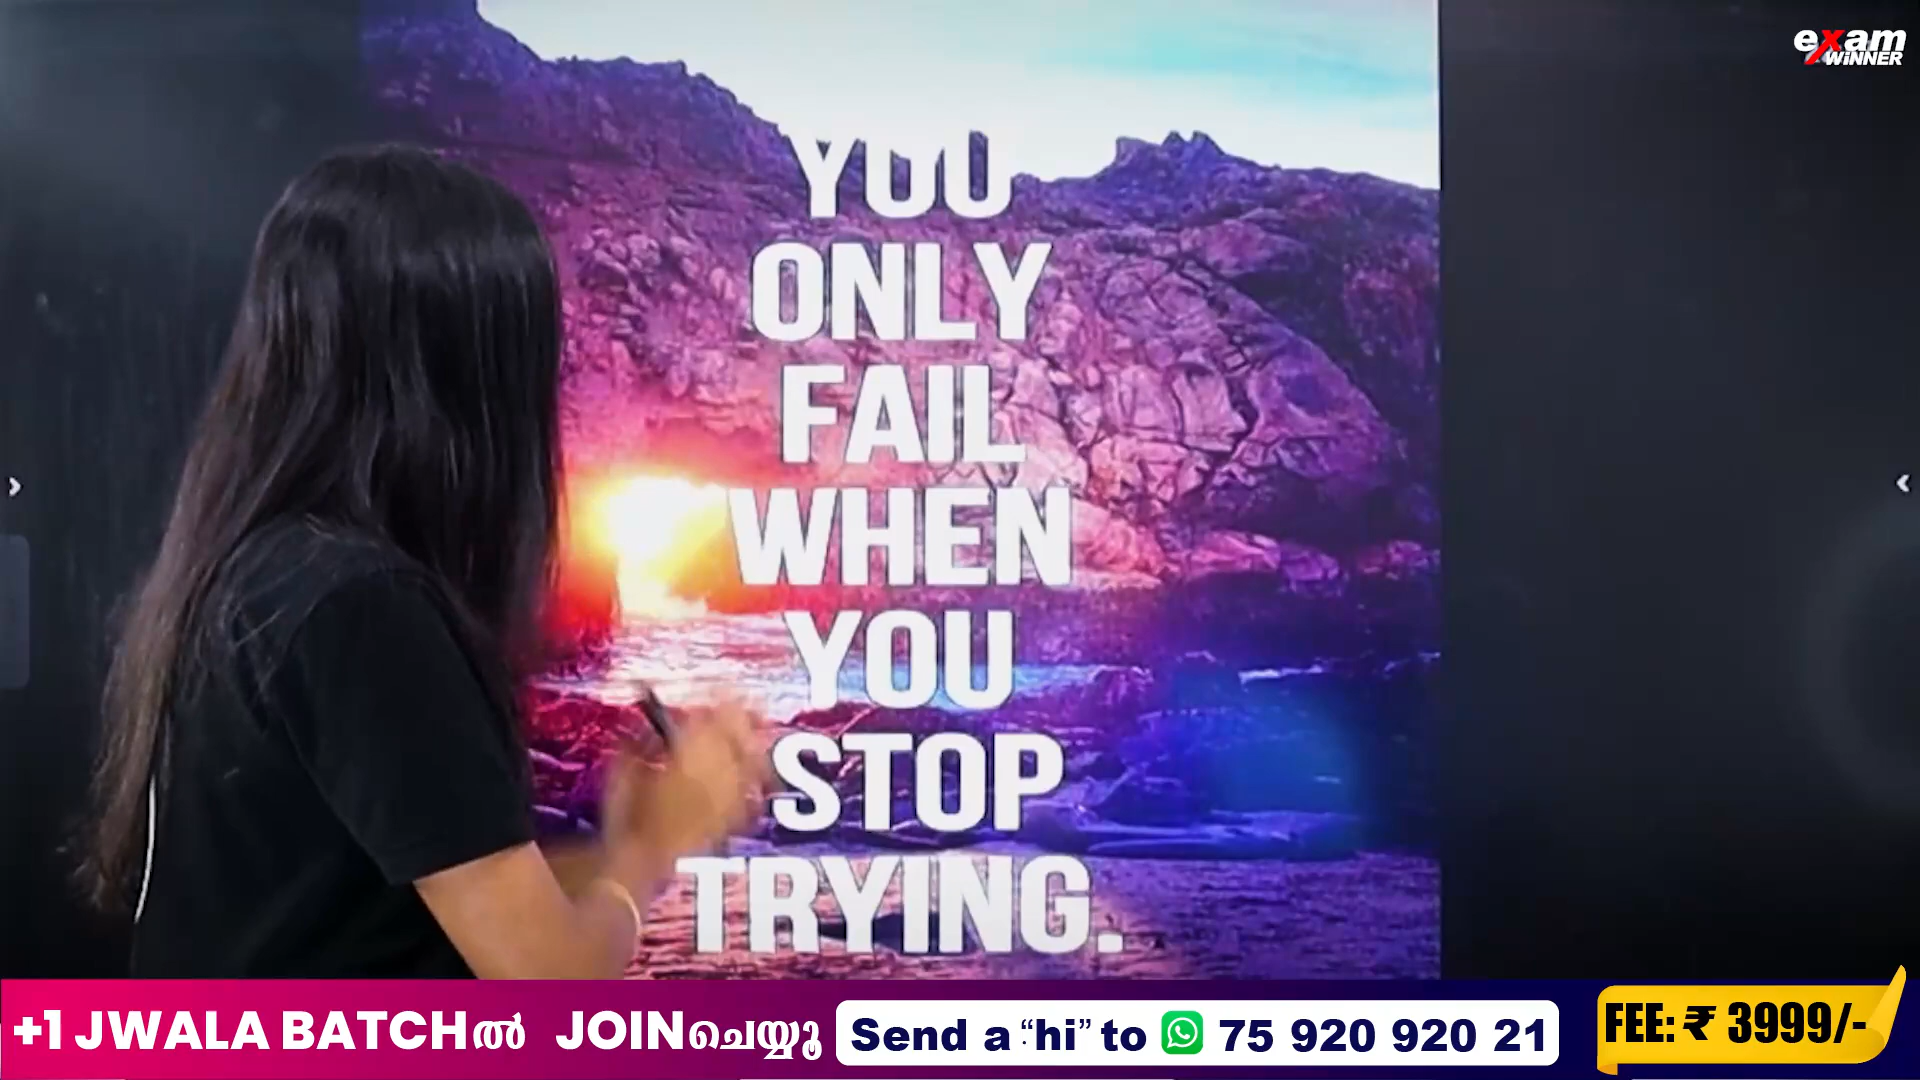 exam
WINNER
YOU
ONLY
FAIL
WHEN
YOU
STOP
TRYING.
+1 JWALA BATCHൽ JOINചെയ്യൂ
Send a “hi” to 75 920 920 21
FEE: ₹ 3999/-